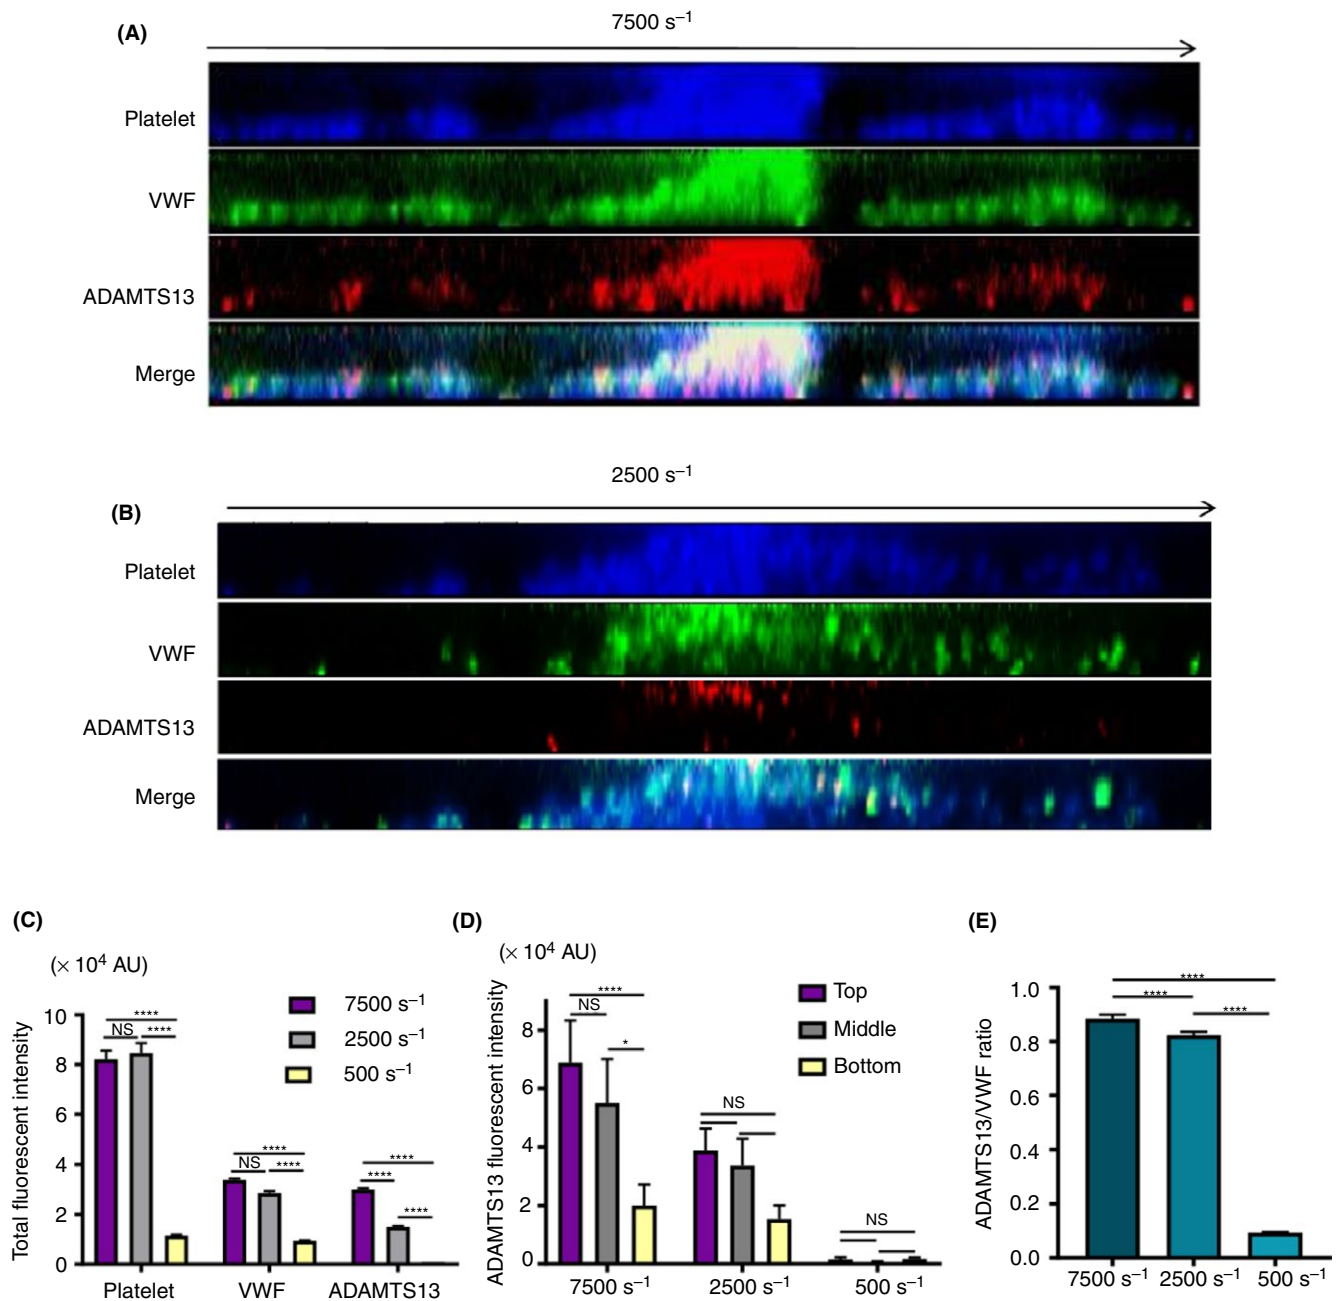 (A)
7500 s⁻¹
Platelet
VWF
ADAMTS13
Merge
2500 s⁻¹
(B)
Platelet
VWF
ADAMTS13
Merge
(C)
(× 10⁴ AU)
Total fluorescent intensity
10
8
6
4
2
0
7500 s⁻¹
2500 s⁻¹
500 s⁻¹
****
NS ****
****
NS ****
****
****
****
Platelet VWF ADAMTS13
(D)
(× 10⁴ AU)
ADAMTS13 fluorescent intensity
8
6
4
2
0
Top
Middle
Bottom
****
NS
*
NS
NS
7500 s⁻¹ 2500 s⁻¹ 500 s⁻¹
(E)
ADAMTS13/VWF ratio
1.0
0.8
0.6
0.4
0.2
0.0
****
****
****
7500 s⁻¹ 2500 s⁻¹ 500 s⁻¹